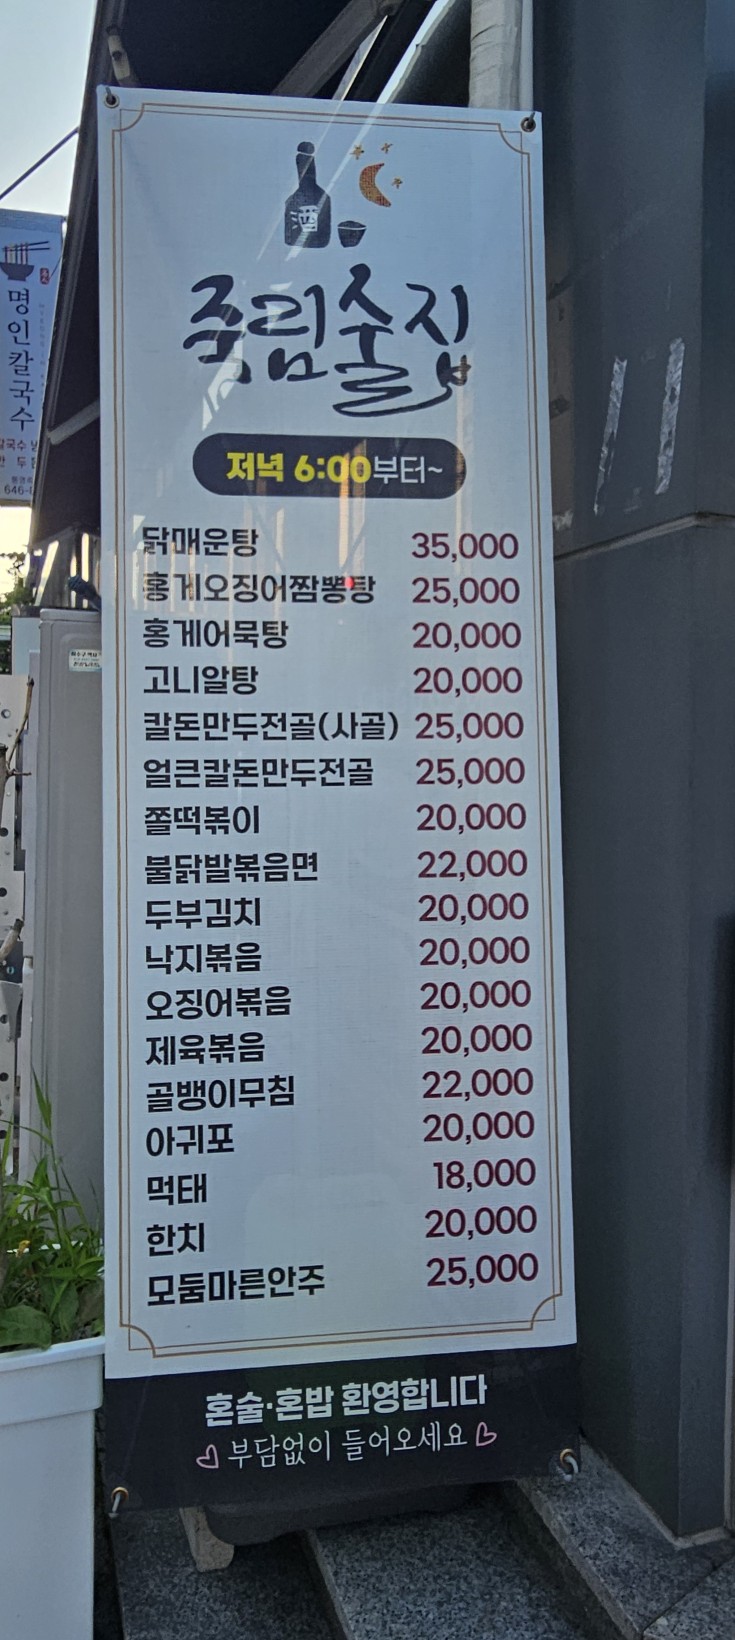 酒
죽림술집
저녁 6:00부터~
닭매운탕 35,000
홍게오징어짬뽕탕 25,000
홍게어묵탕 20,000
고니알탕 20,000
칼돈만두전골(사골) 25,000
얼큰칼돈만두전골 25,000
쫄떡볶이 20,000
불닭발볶음면 22,000
두부김치 20,000
낙지볶음 20,000
오징어볶음 20,000
제육볶음 20,000
골뱅이무침 22,000
아귀포 20,000
먹태 18,000
한치 20,000
모둠마른안주 25,000
혼술·혼밥 환영합니다
부담없이 들어오세요
명인칼국수